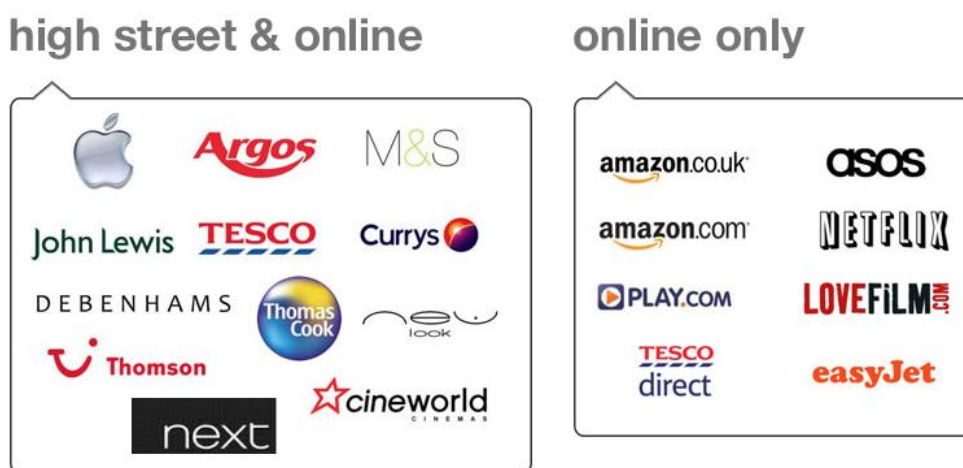 high street & online
Argos
M&S
John Lewis
TESCO
Currys
DEBENHAMS
Thomas
Cook
new
look
Thomson
next
cineworld
CINEMAS
online only
amazon.co.uk
asos
amazon.com
NETFLIX
PLAY.COM
LOVEFiLM.COM
TESCO
direct
easyJet